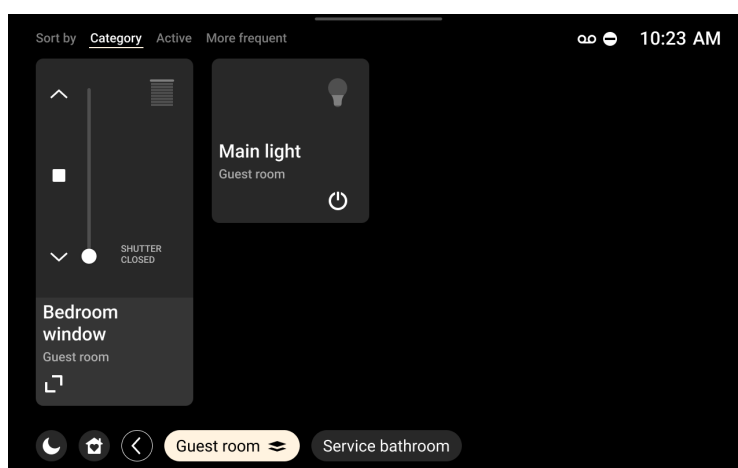 Sort by Category Active More frequent
10:23 AM
SHUTTER
CLOSED
Bedroom
window
Guest room
Main light
Guest room
Guest room
Service bathroom